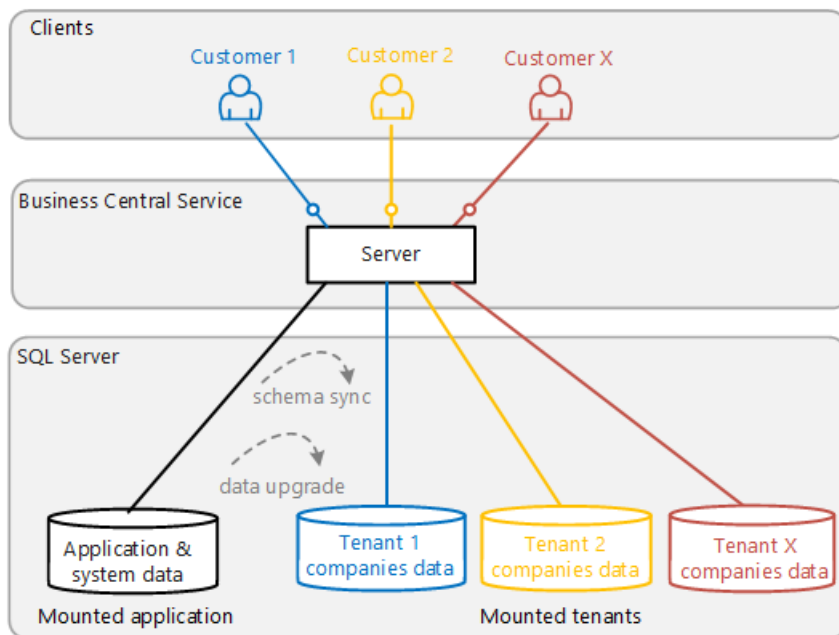 Clients
Customer 1
Customer 2
Customer X
Business Central Service
Server
SQL Server
schema sync
data upgrade
Application &
system data
Tenant 1
companies data
Tenant 2
companies data
Tenant X
companies data
Mounted application
Mounted tenants